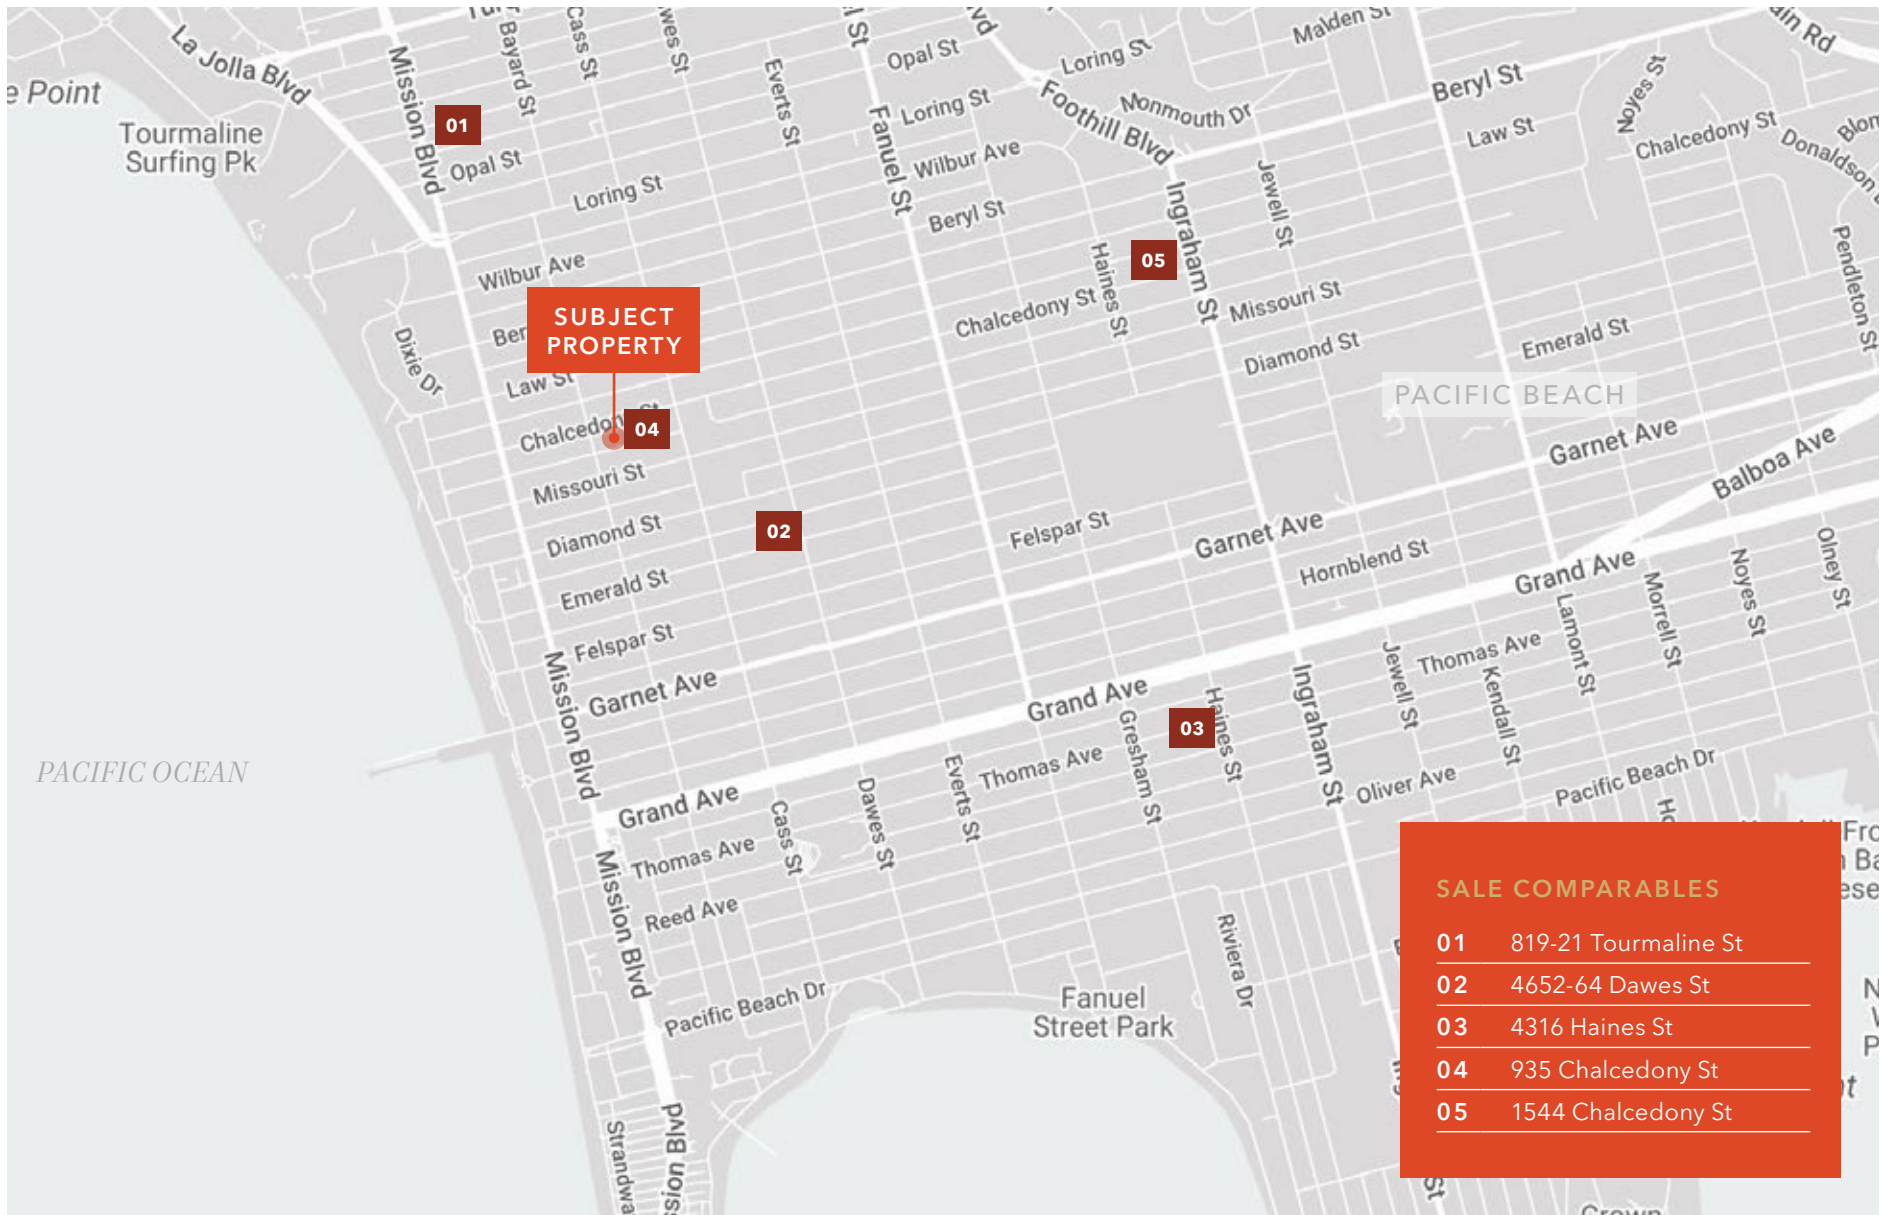 La Jolla Blvd
Mission Blvd
Bayard St
Cass St
Everts St
Fanuel St
Opal St
Loring St
Malden St
Foothill Blvd
Monmouth Dr
Beryl St
Law St
Noyes St
Chalcedony St
e Point
Tourmaline
Surfing Pk
01
Opal St
Loring St
Loring St
Wilbur Ave
Beryl St
Ingraham St
Jewell St
Haines St
05
Pendleton St
Wilbur Ave
SUBJECT
PROPERTY
Chalcedony St
Missouri St
Diamond St
Emerald St
Dixie Dr
Law St
04
PACIFIC BEACH
Missouri St
Diamond St
02
Emerald St
Felspar St
Garnet Ave
Garnet Ave
Balboa Ave
Felspar St
Garnet Ave
Hornblend St
Grand Ave
Lamont St
Morrell St
Noyes St
Olney St
Mission Blvd
Grand Ave
Gresham St
03
Haines St
Ingraham St
Jewell St
Thomas Ave
Kendall St
PACIFIC OCEAN
Grand Ave
Cass St
Dawes St
Everts St
Thomas Ave
Oliver Ave
Pacific Beach Dr
Thomas Ave
Reed Ave
Mission Blvd
Riviera Dr
Pacific Beach Dr
Fanuel
Street Park
SALE COMPARABLES
01 819-21 Tourmaline St
02 4652-64 Dawes St
03 4316 Haines St
04 935 Chalcedony St
05 1544 Chalcedony St